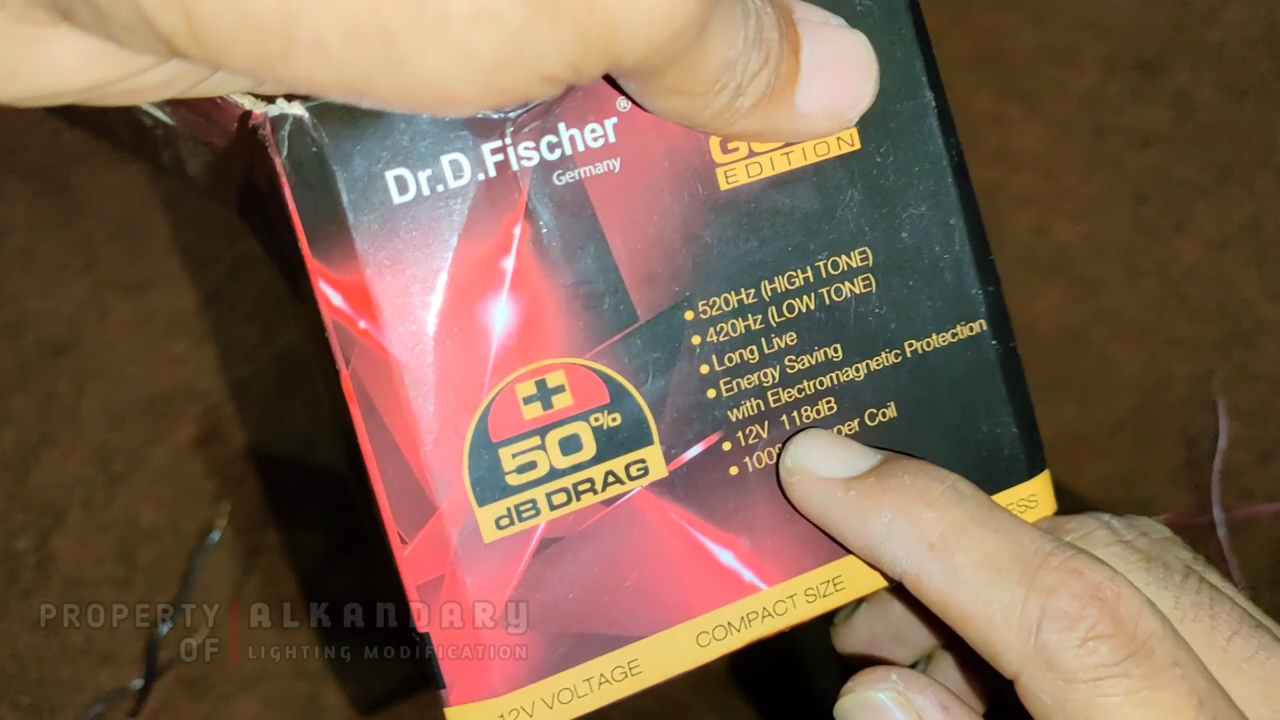 Dr.D.Fischer®
Germany
EDITION
• 520Hz (HIGH TONE)
• 420Hz (LOW TONE)
• Long Live
• Energy Saving
with Electromagnetic Protection
• 12V 118dB
• Coil
+
50%
dB DRAG
12V VOLTAGE COMPACT SIZE
PROPERTY OF | ALKANDARY
LIGHTING MODIFICATION